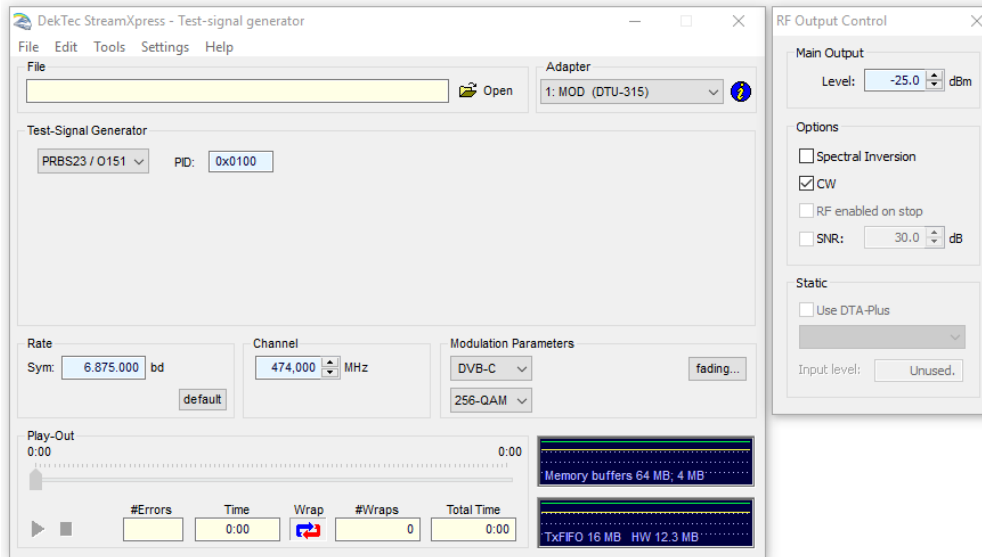 DekTec StreamXpress - Test-signal generator
File Edit Tools Settings Help
File
Open
Adapter
1: MOD (DTU-315)
Test-Signal Generator
PRBS23 / O151 PID: 0x0100
Rate
Sym: 6.875.000 bd
default
Channel
474,000 MHz
Modulation Parameters
DVB-C
fading...
256-QAM
Play-Out
0:00 0:00
#Errors Time Wrap #Wraps Total Time
0:00 0 0:00
Memory buffers 64 MB; 4 MB
TxFIFO 16 MB HW 12.3 MB
RF Output Control
Main Output
Level: -25.0 dBm
Options
Spectral Inversion
CW
RF enabled on stop
SNR: 30.0 dB
Static
Use DTA-Plus
Input level: Unused.